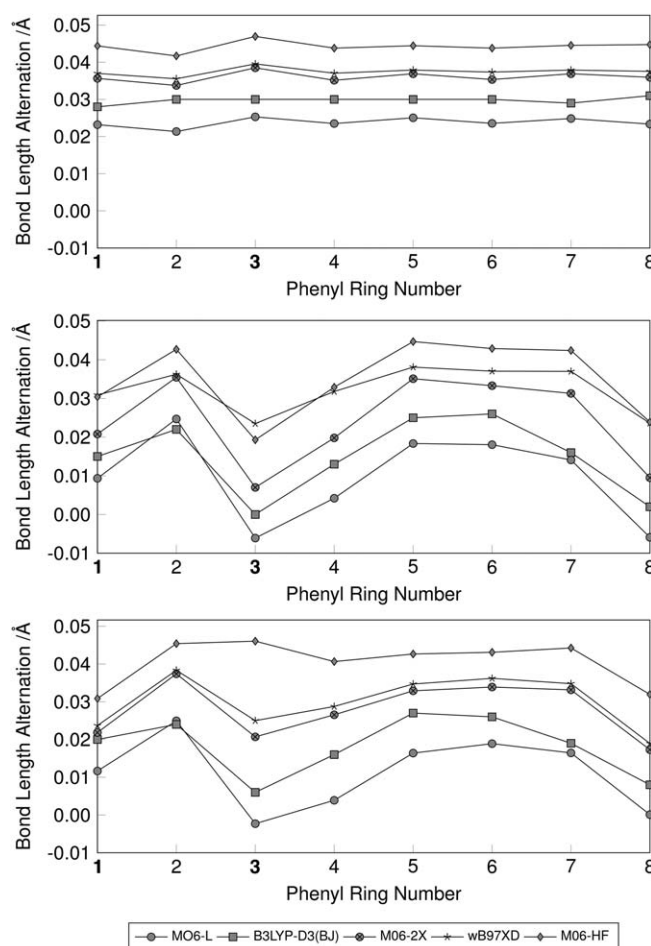 0.05
0.04
0.03
0.02
0.01
0.00
-0.01
Bond Length Alternation /Å
1 2 3 4 5 6 7 8
Phenyl Ring Number
0.05
0.04
0.03
0.02
0.01
0.00
-0.01
Bond Length Alternation /Å
1 2 3 4 5 6 7 8
Phenyl Ring Number
0.05
0.04
0.03
0.02
0.01
0.00
-0.01
Bond Length Alternation /Å
1 2 3 4 5 6 7 8
Phenyl Ring Number
MO6-L B3LYP-D3(BJ) M06-2X wB97XD M06-HF